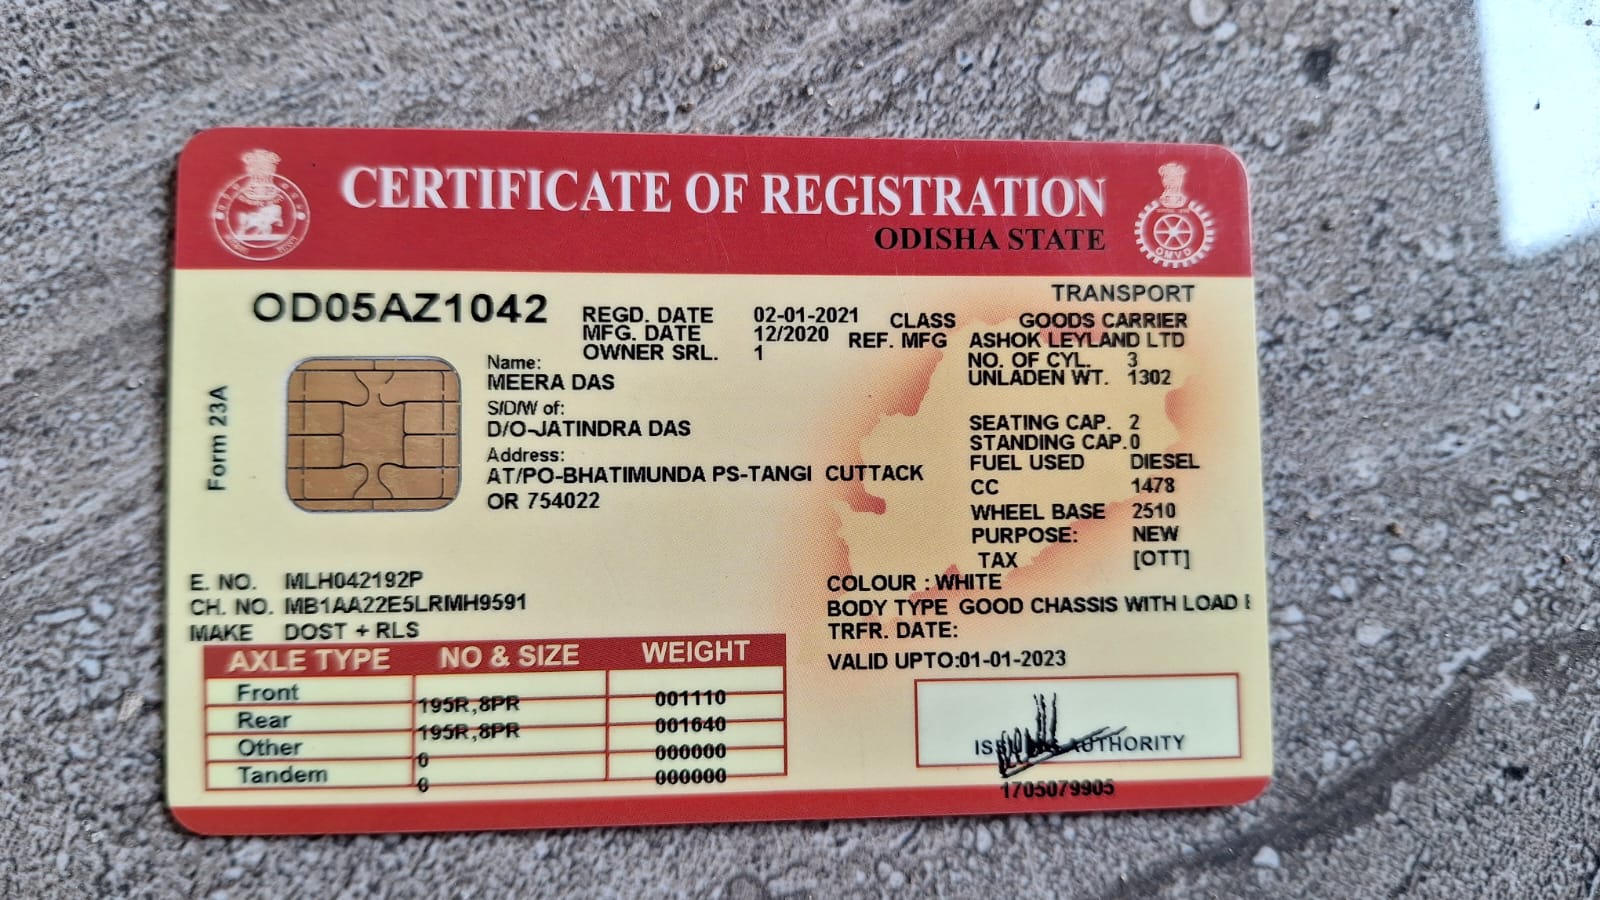 CERTIFICATE OF REGISTRATION
ODISHA STATE
OMVD
OD05AZ1042
REGD. DATE 02-01-2021
MFG. DATE 12/2020
OWNER SRL. 1
TRANSPORT
CLASS GOODS CARRIER
REF. MFG ASHOK LEYLAND LTD
NO. OF CYL. 3
UNLADEN WT. 1302
SEATING CAP. 2
STANDING CAP. 0
FUEL USED DIESEL
CC 1478
WHEEL BASE 2510
PURPOSE: NEW
TAX [OTT]
Form 23A
Name:
MEERA DAS
S/D/W of:
D/O-JATINDRA DAS
Address:
AT/PO-BHATIMUNDA PS-TANGI CUTTACK
OR 754022
E. NO. MLH042192P
CH. NO. MB1AA22E5LRMH9591
MAKE DOST + RLS
COLOUR : WHITE
BODY TYPE GOOD CHASSIS WITH LOAD
TRFR. DATE:
VALID UPTO:01-01-2023
AXLE TYPE NO & SIZE WEIGHT
Front 195R,8PR 001110
Rear 195R,8PR 001640
Other 0 000000
Tandem 0 000000
ISSUING AUTHORITY
1705079905